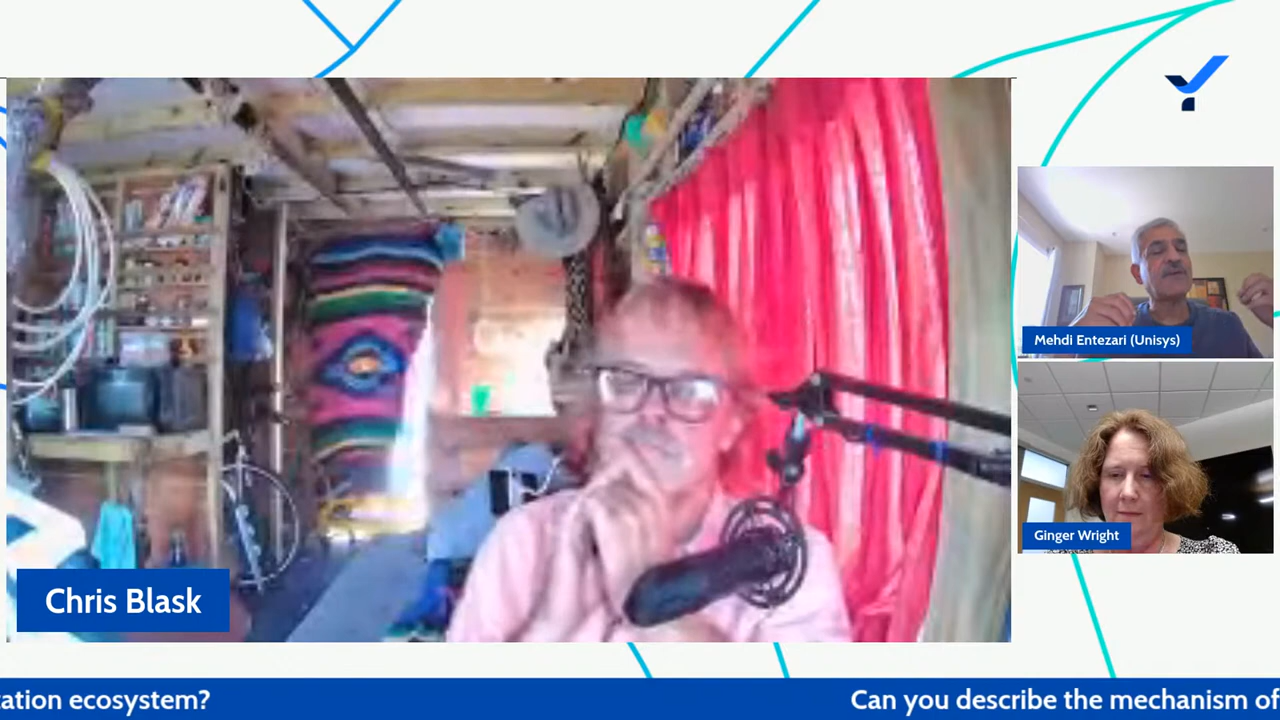 Mehdi Entezari (Unisys)
Ginger Wright
Chris Blask
ation ecosystem?
Can you describe the mechanism of